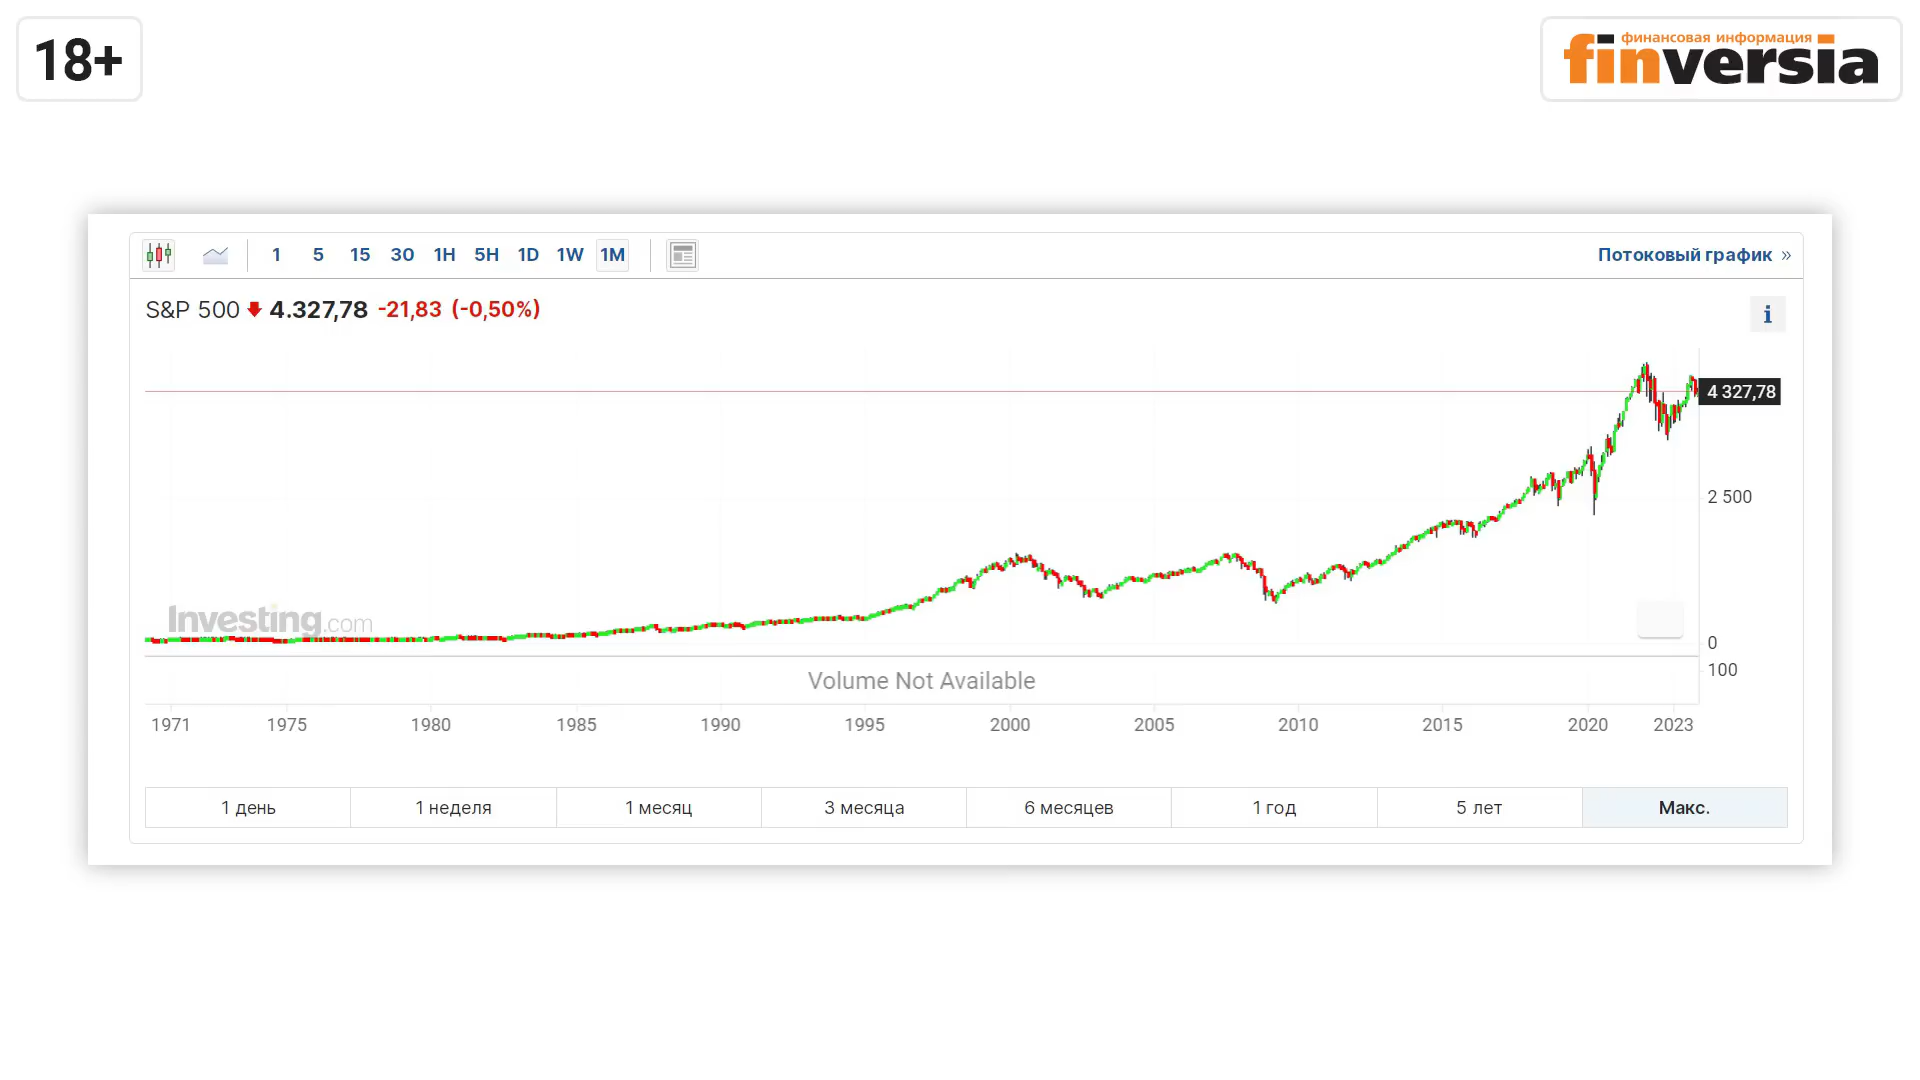 18+
финансовая информация
finversia
1 5 15 30 1H 5H 1D 1W 1M
Потоковый график »
S&P 500 4.327,78 -21,83 (-0,50%)
i
4 327,78
2 500
Investing.com
0
100
Volume Not Available
1971 1975 1980 1985 1990 1995 2000 2005 2010 2015 2020 2023
1 день 1 неделя 1 месяц 3 месяца 6 месяцев 1 год 5 лет Макс.